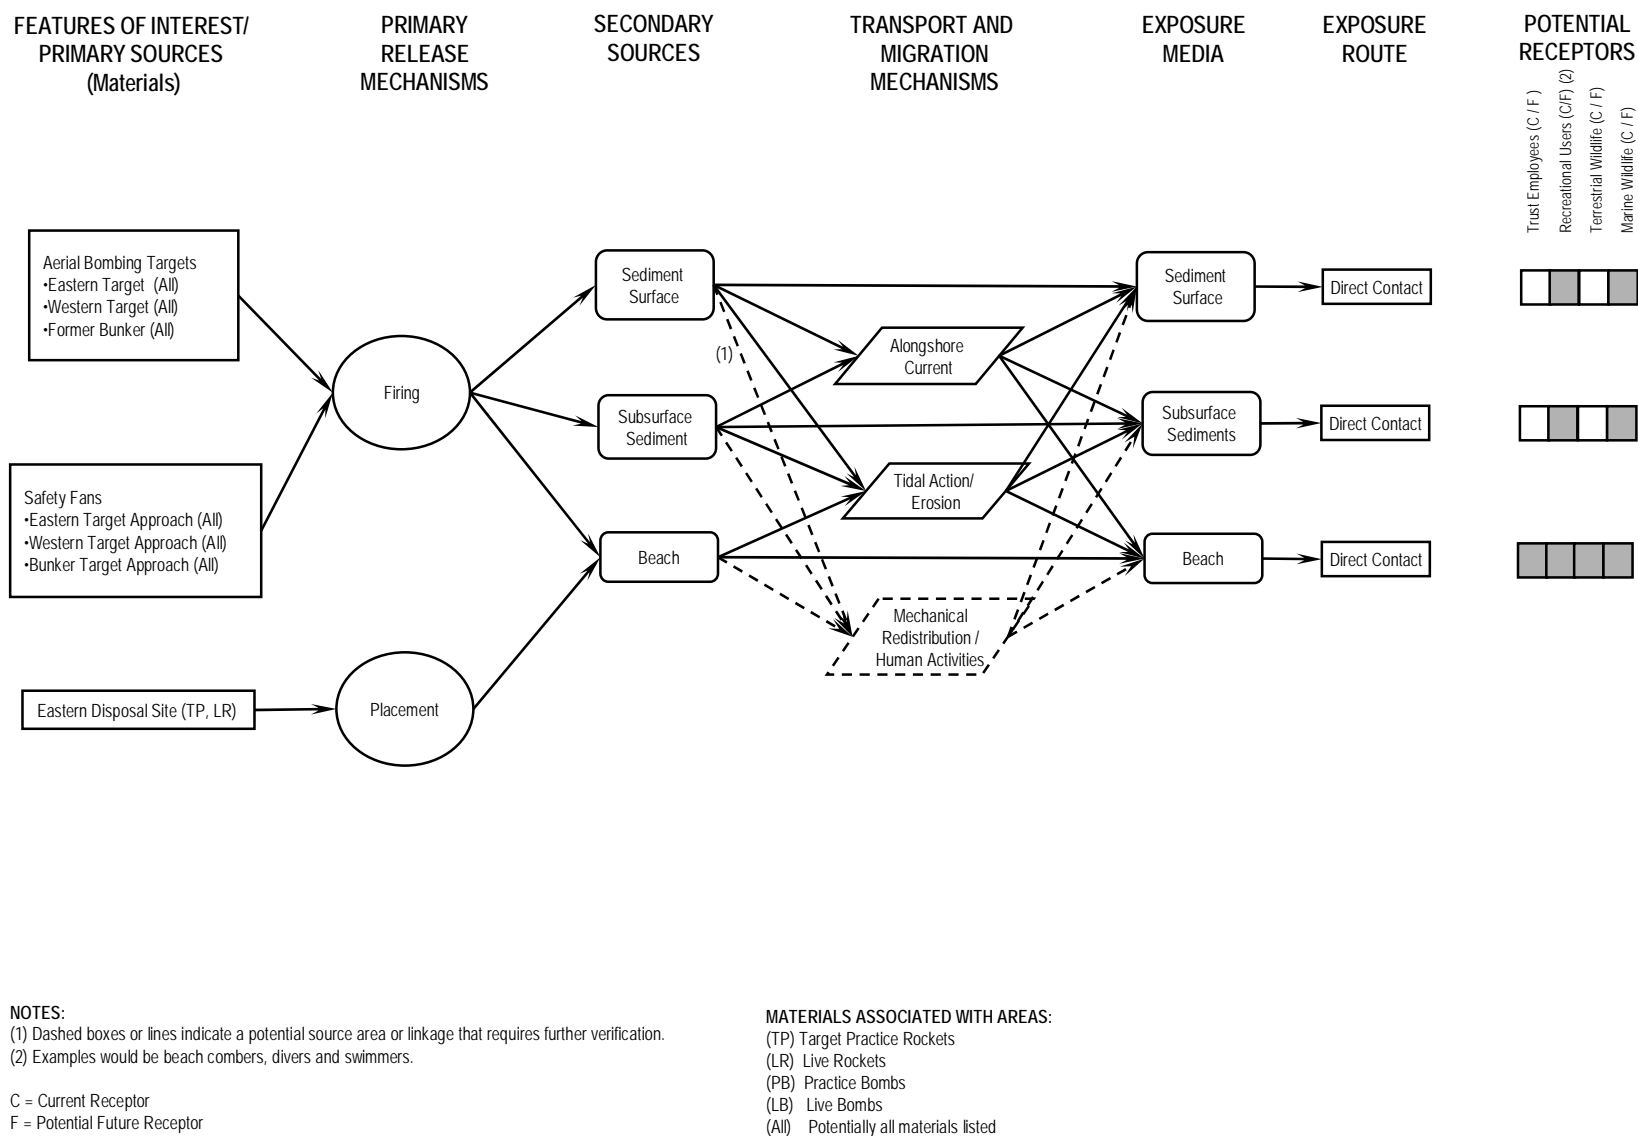 FEATURES OF INTEREST/
PRIMARY SOURCES
(Materials)
PRIMARY
RELEASE
MECHANISMS
SECONDARY
SOURCES
TRANSPORT AND
MIGRATION
MECHANISMS
EXPOSURE
MEDIA
EXPOSURE
ROUTE
POTENTIAL
RECEPTORS
Trust Employees (C / F )
Recreational Users (C/F) (2)
Terrestrial Wildlife (C / F)
Marine Wildlife (C / F)
Aerial Bombing Targets
•Eastern Target (All)
•Western Target (All)
•Former Bunker (All)
Safety Fans
•Eastern Target Approach (All)
•Western Target Approach (All)
•Bunker Target Approach (All)
Eastern Disposal Site (TP, LR)
Firing
Placement
Sediment
Surface
Subsurface
Sediment
Beach
(1)
Alongshore
Current
Tidal Action/
Erosion
Mechanical
Redistribution /
Human Activities
Sediment
Surface
Subsurface
Sediments
Beach
Direct Contact
Direct Contact
Direct Contact
NOTES:
(1) Dashed boxes or lines indicate a potential source area or linkage that requires further verification.
(2) Examples would be beach combers, divers and swimmers.
C = Current Receptor
F = Potential Future Receptor
MATERIALS ASSOCIATED WITH AREAS:
(TP) Target Practice Rockets
(LR) Live Rockets
(PB) Practice Bombs
(LB) Live Bombs
(All) Potentially all materials listed